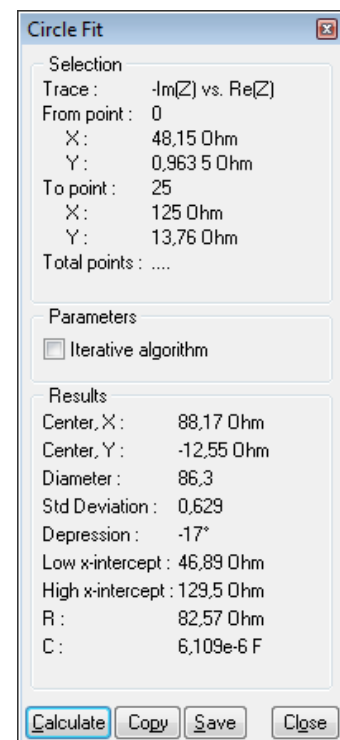 Circle Fit
Selection
Trace : -Im(Z) vs. Re(Z)
From point : 0
X : 48,15 Ohm
Y : 0,963 5 Ohm
To point : 25
X : 125 Ohm
Y : 13,76 Ohm
Total points : ....
Parameters
Iterative algorithm
Results
Center, X : 88,17 Ohm
Center, Y : -12,55 Ohm
Diameter : 86,3
Std Deviation : 0,629
Depression : -17°
Low x-intercept : 46,89 Ohm
High x-intercept : 129,5 Ohm
R : 82,57 Ohm
C : 6,109e-6 F
Calculate Copy Save Close